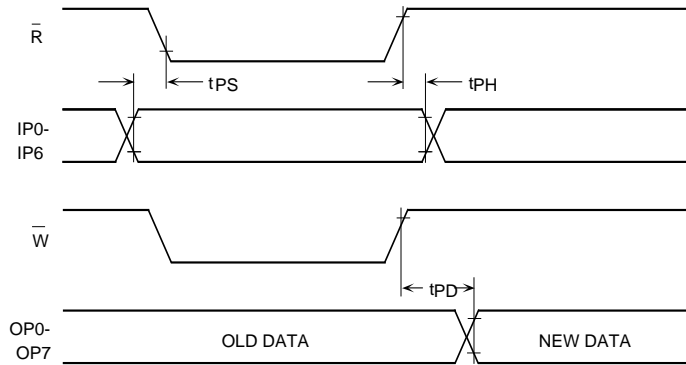 R
tPS
tPH
IP0-
IP6
W
tPD
OP0-
OP7
OLD DATA
NEW DATA